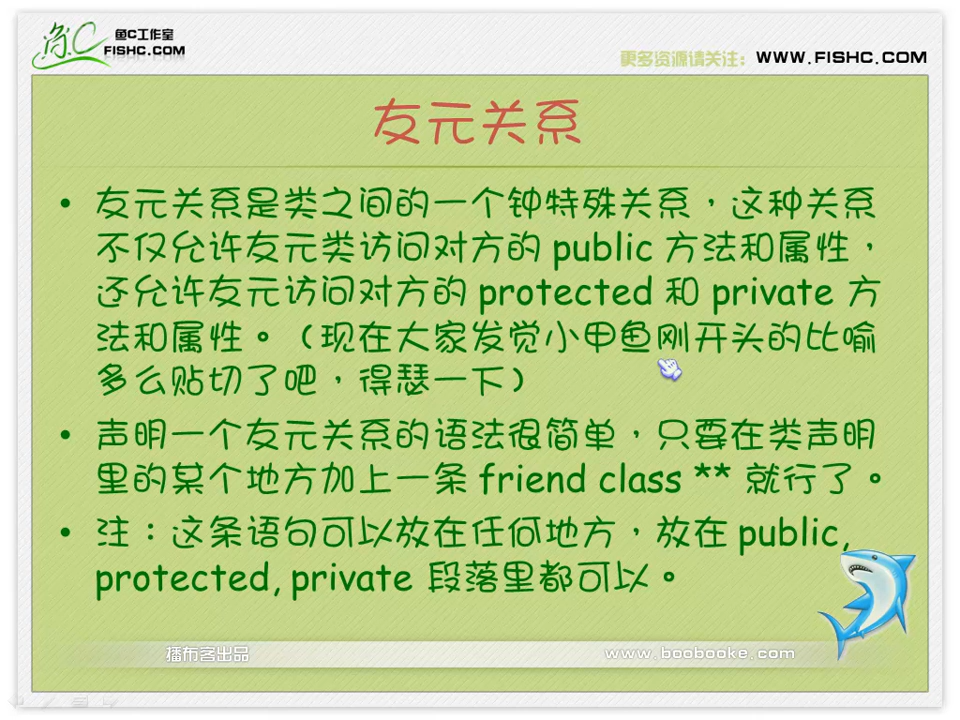 鱼C工作室
FISHC.COM
更多资源请关注: WWW.FISHC.COM
友元关系
• 友元关系是类之间的一个钟特殊关系，这种关系
不仅允许友元类访问对方的 public 方法和属性，
还允许友元访问对方的 protected 和 private 方
法和属性。（现在大家发觉小甲鱼刚开头的比喻
多么贴切了吧，得瑟一下）
• 声明一个友元关系的语法很简单，只要在类声明
里的某个地方加上一条 friend class ** 就行了。
• 注：这条语句可以放在任何地方，放在 public,
protected, private 段落里都可以。
播布客出品
www.boobooke.com